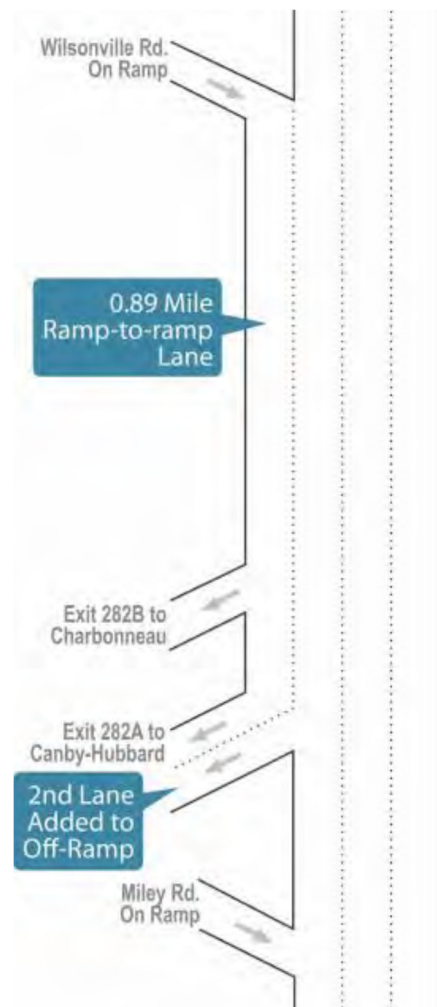 Wilsonville Rd.
On Ramp
0.89 Mile
Ramp-to-ramp
Lane
Exit 282B to
Charbonneau
Exit 282A to
Canby-Hubbard
2nd Lane
Added to
Off-Ramp
Miley Rd.
On Ramp